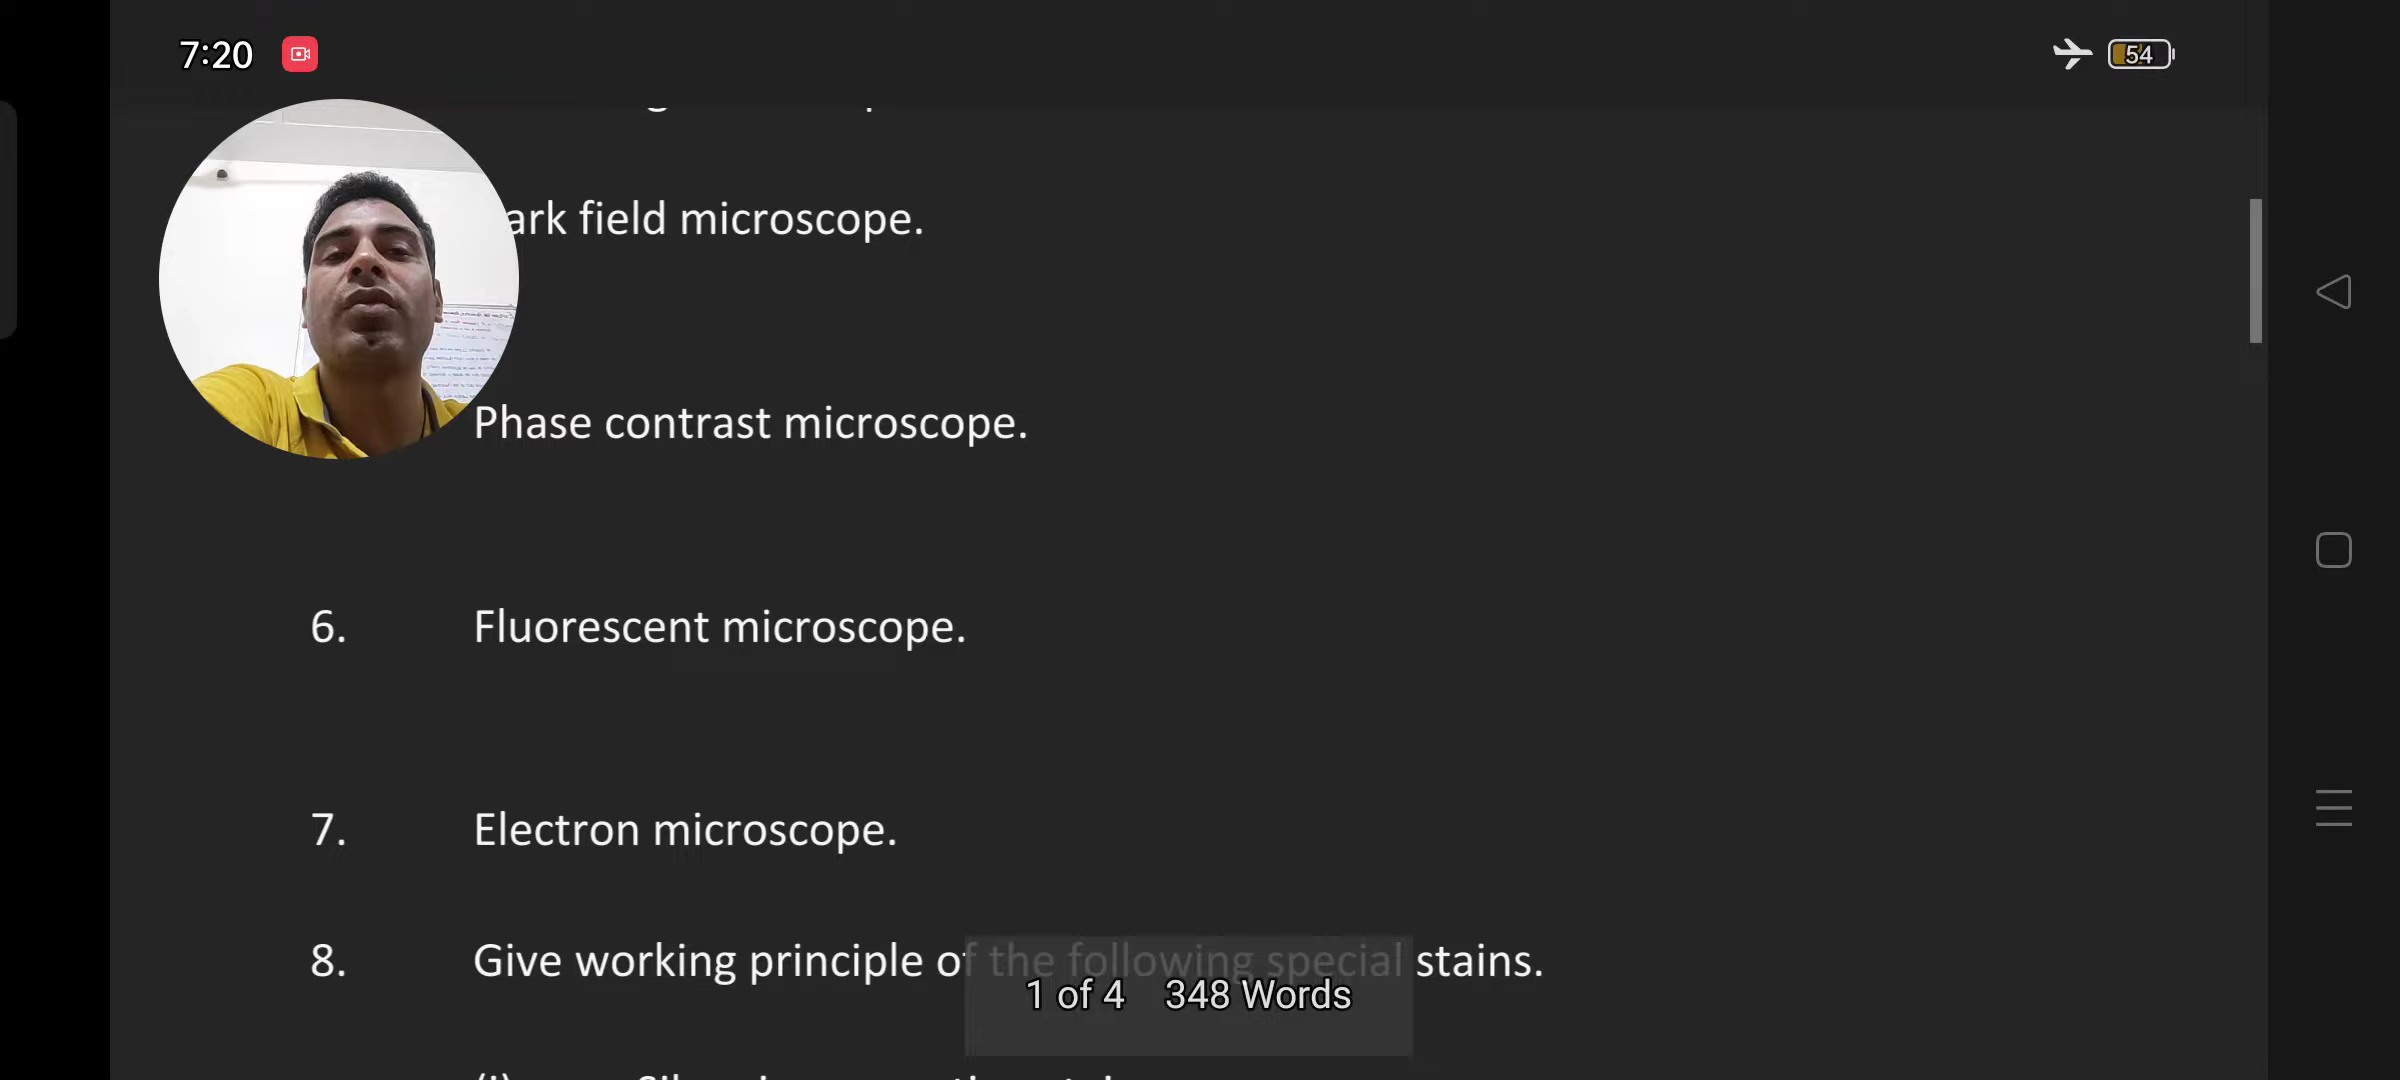 7:20
54
ark field microscope.
Phase contrast microscope.
6. Fluorescent microscope.
7. Electron microscope.
8. Give working principle of the following special stains.
1 of 4 348 Words